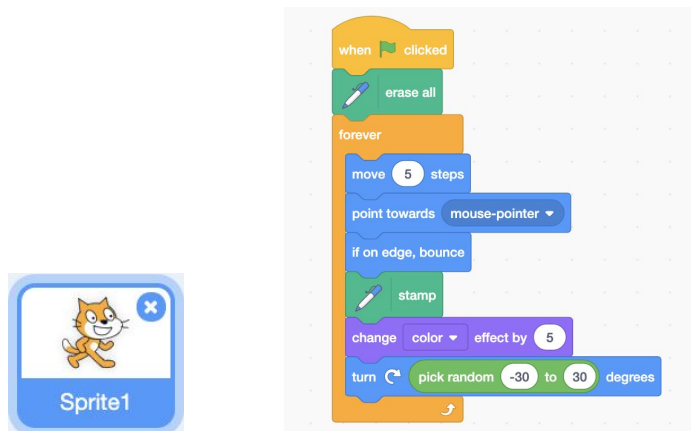 when clicked
erase all
forever
move 5 steps
point towards mouse-pointer
if on edge, bounce
stamp
change color effect by 5
turn pick random -30 to 30 degrees
Sprite1